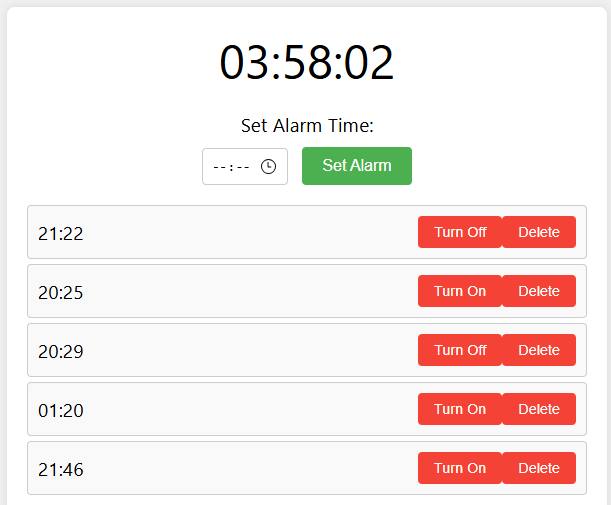 03:58:02
Set Alarm Time:
--:-- Set Alarm
21:22 Turn Off Delete
20:25 Turn On Delete
20:29 Turn Off Delete
01:20 Turn On Delete
21:46 Turn On Delete